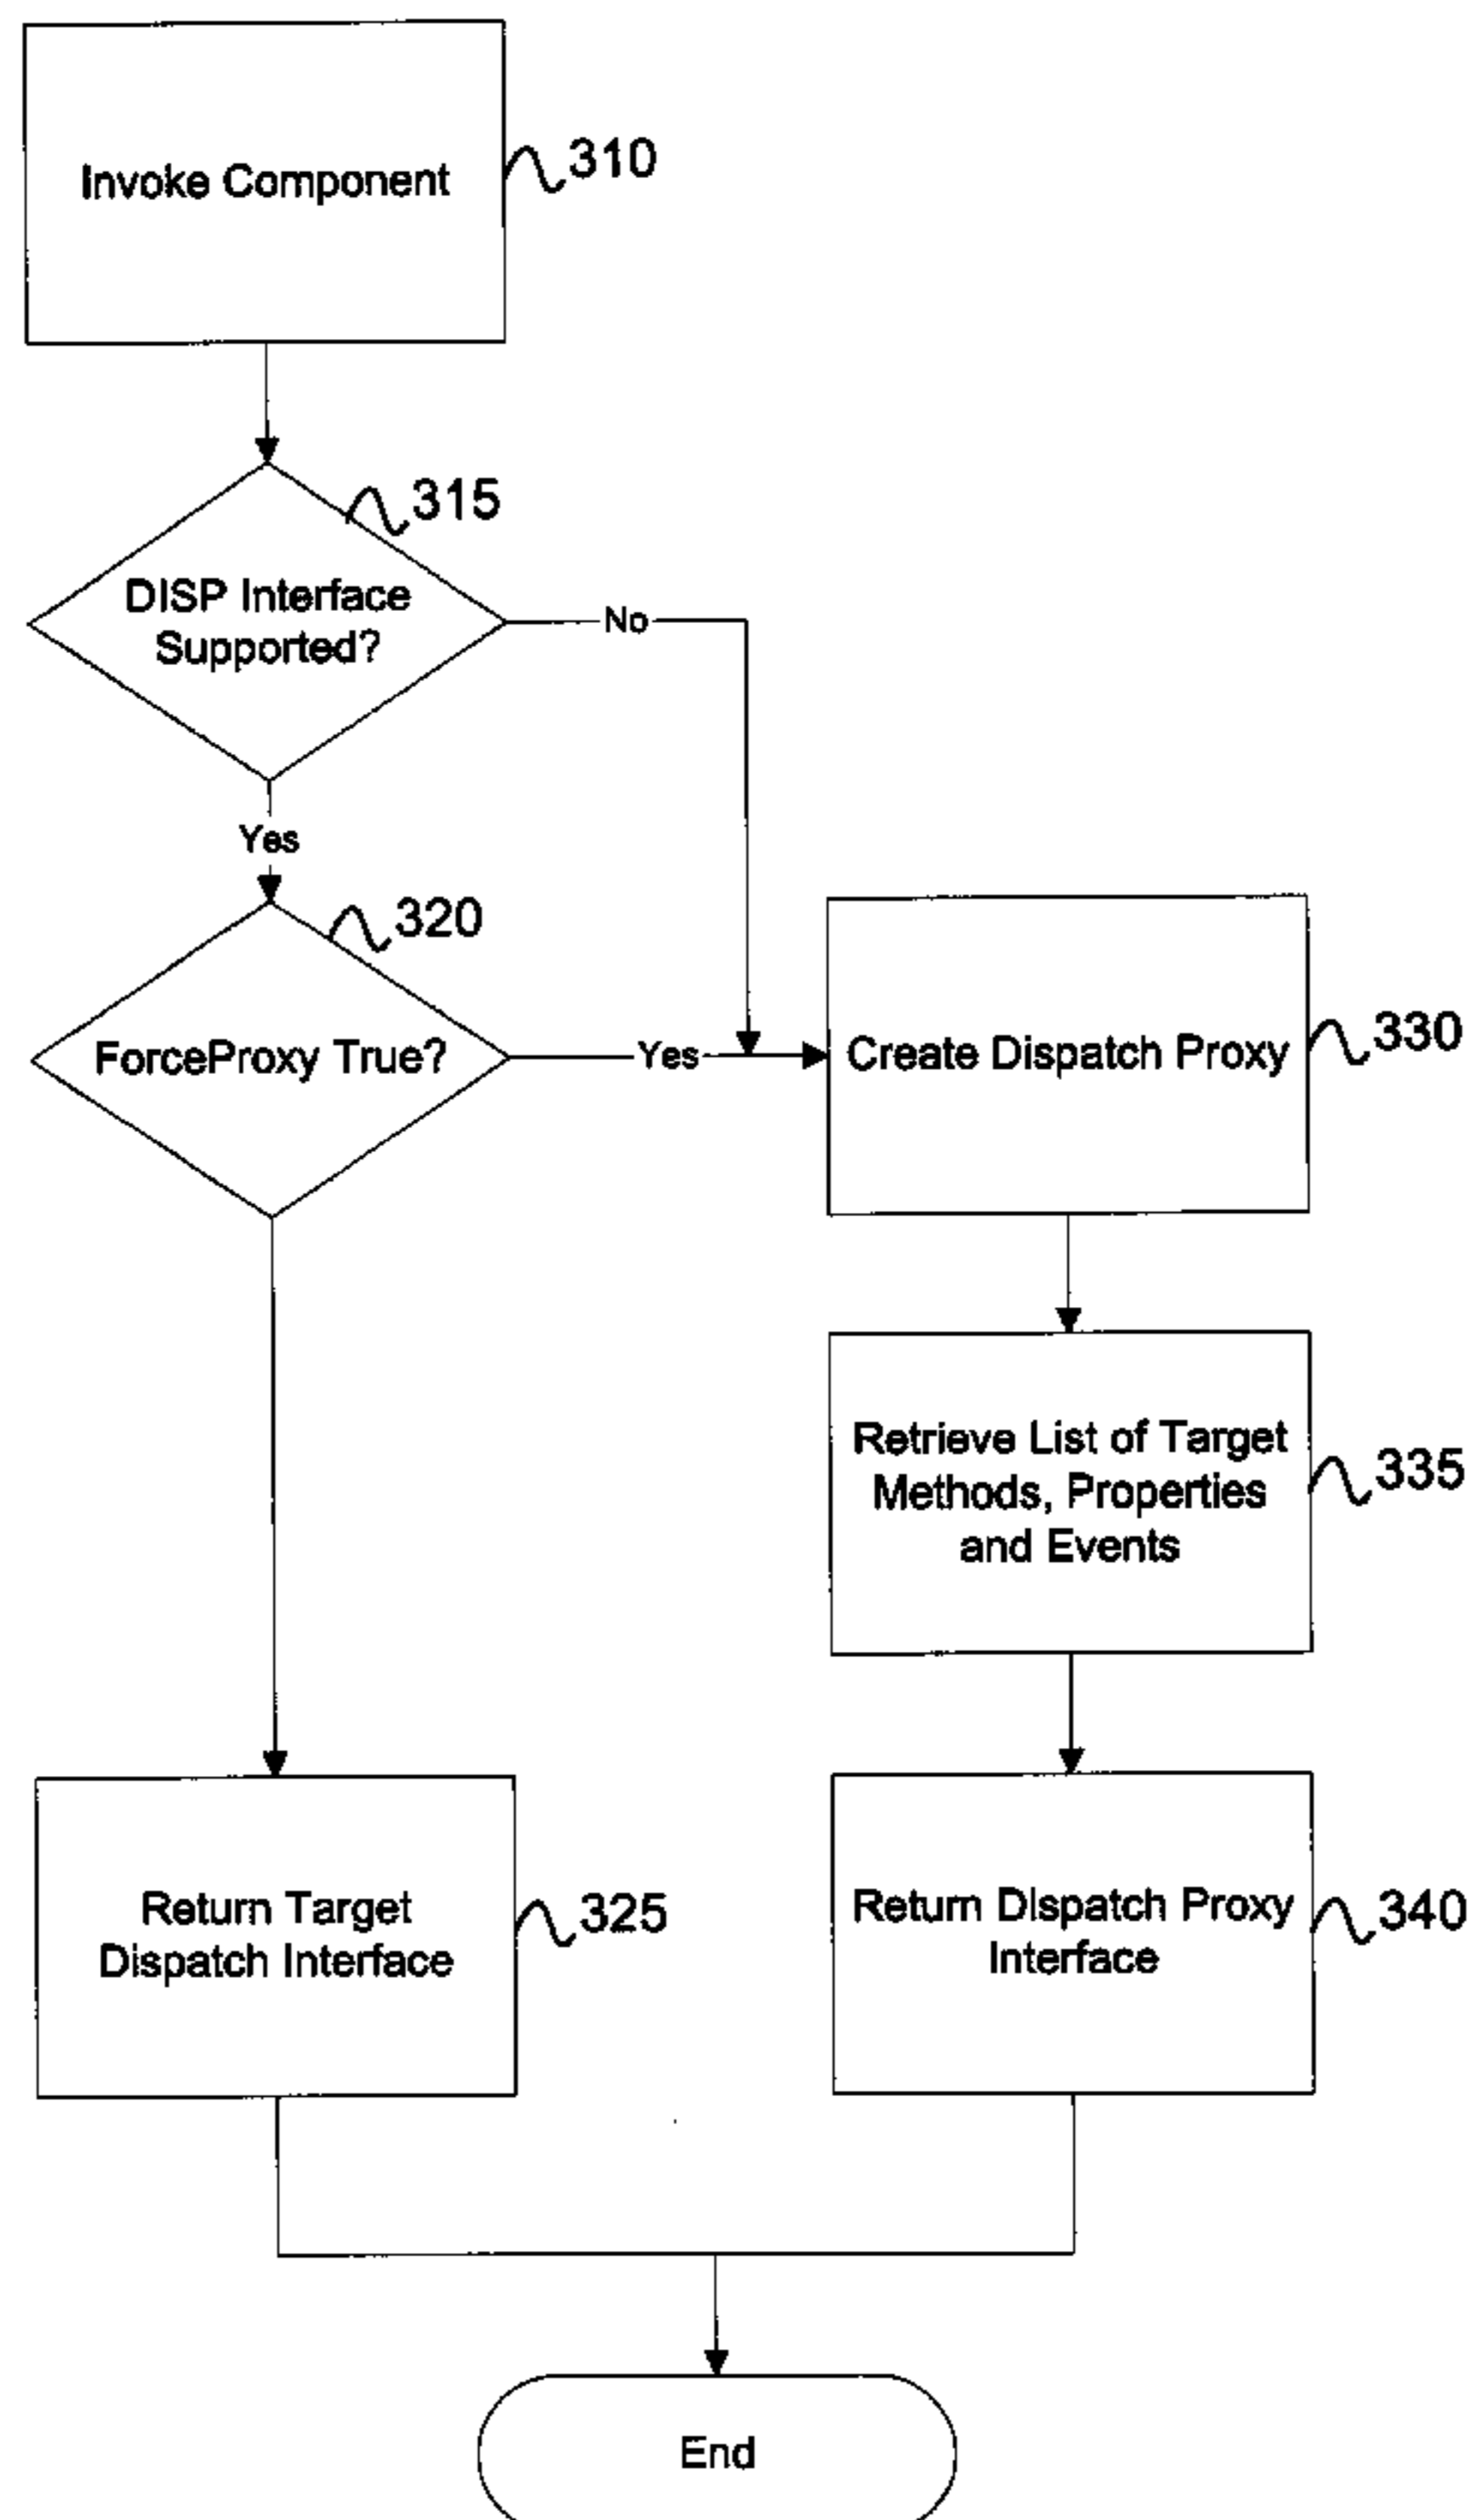 Invoke Component
310
315
DISP Interface
Supported?
No
Yes
320
ForceProxy True?
Yes
Create Dispatch Proxy
330
Retrieve List of Target
Methods, Properties
and Events
335
Return Target
Dispatch Interface
325
Return Dispatch Proxy
Interface
340
End